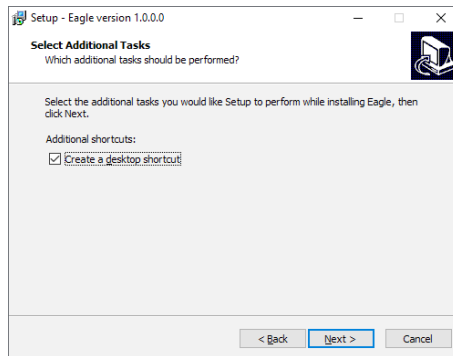 Setup - Eagle version 1.0.0.0
Select Additional Tasks
Which additional tasks should be performed?
Select the additional tasks you would like Setup to perform while installing Eagle, then
click Next.
Additional shortcuts:
Create a desktop shortcut
< Back Next > Cancel